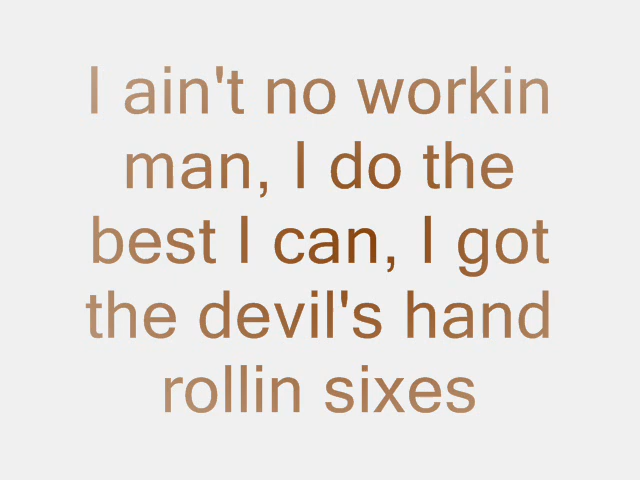 I ain't no workin
man, I do the
best I can, I got
the devil's hand
rollin sixes